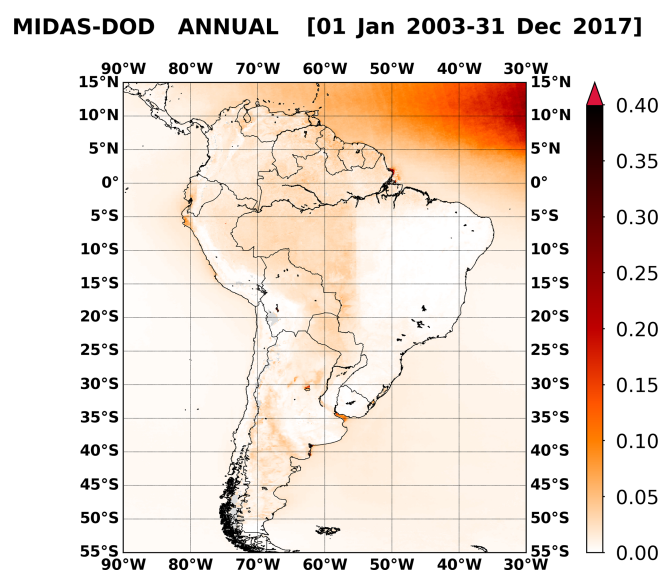 MIDAS-DOD ANNUAL [01 Jan 2003-31 Dec 2017]
90°W 80°W 70°W 60°W 50°W 40°W 30°W
15°N 15°N 0.40
10°N 10°N
5°N 5°N 0.35
0° 0°
5°S 5°S 0.30
10°S 10°S
15°S 15°S 0.25
20°S 20°S 0.20
25°S 25°S
30°S 30°S 0.15
35°S 35°S
40°S 40°S 0.10
45°S 45°S
50°S 50°S 0.05
55°S 55°S 0.00
90°W 80°W 70°W 60°W 50°W 40°W 30°W